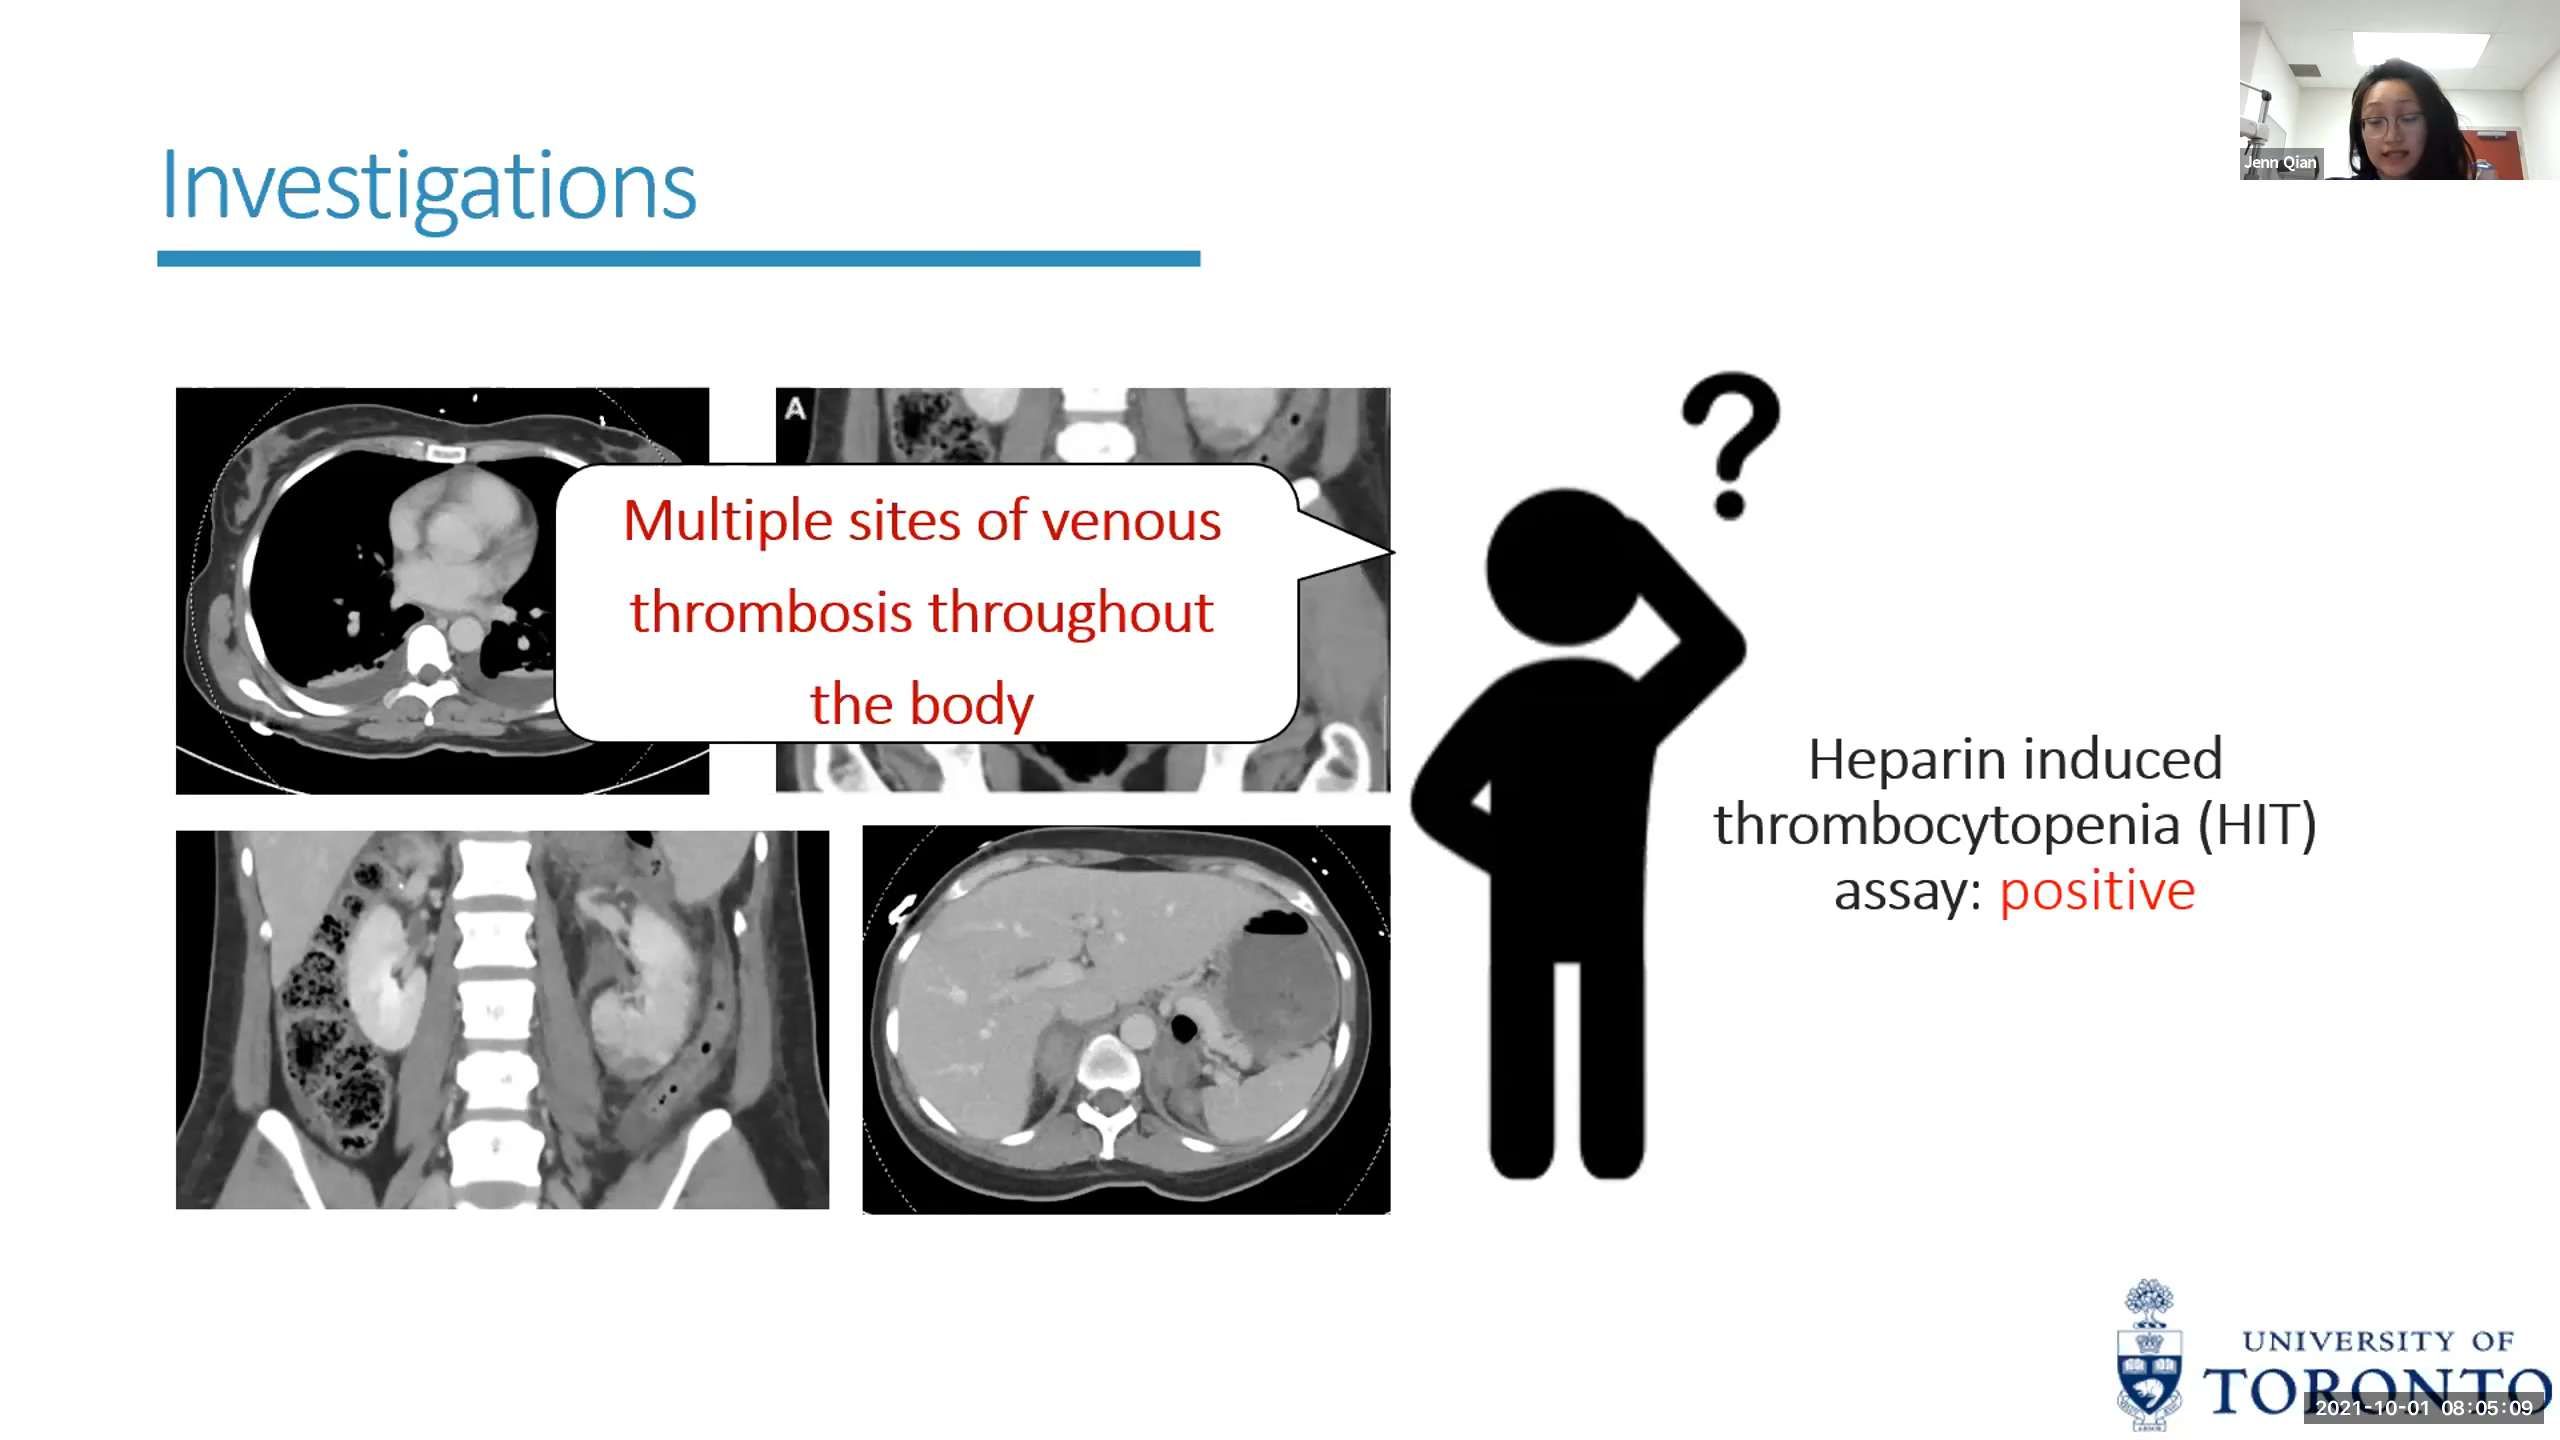 Jenn Qian
Investigations
A
?
Multiple sites of venous
thrombosis throughout
the body
Heparin induced
thrombocytopenia (HIT)
assay: positive
UNIVERSITY OF
TORONTO
2021-10-01 08:05:09